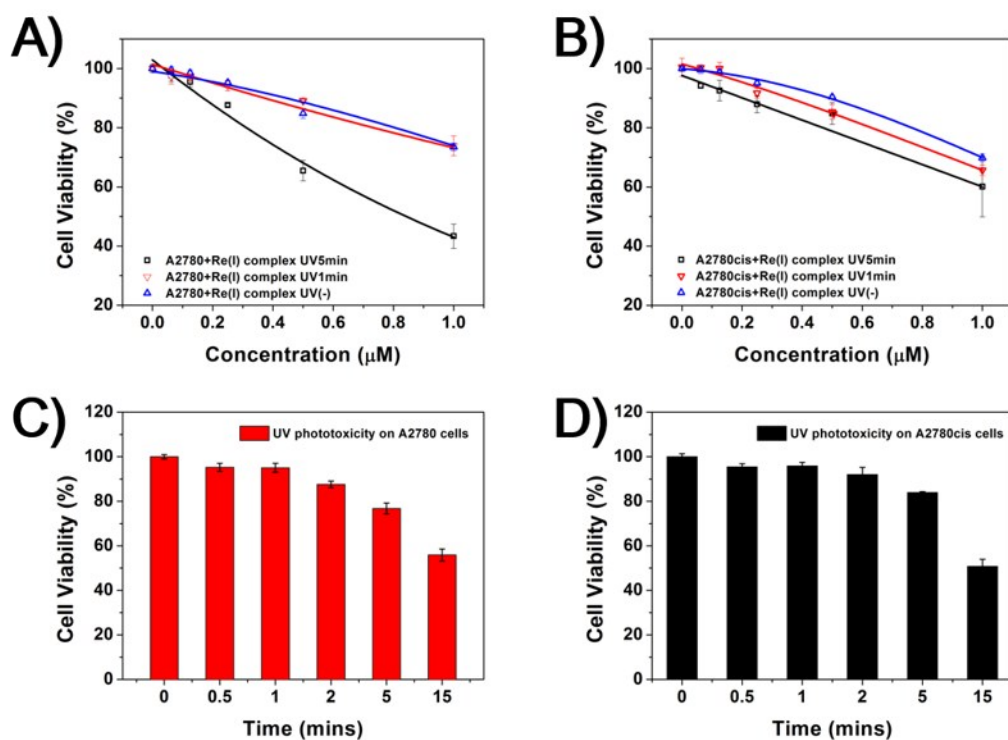 A)
Cell Viability (%)
100
80
60
40
20
A2780+Re(I) complex UV5min
A2780+Re(I) complex UV1min
A2780+Re(I) complex UV(-)
0.0 0.2 0.4 0.6 0.8 1.0
Concentration (μM)
B)
Cell Viability (%)
100
80
60
40
20
A2780cis+Re(I) complex UV5min
A2780cis+Re(I) complex UV1min
A2780cis+Re(I) complex UV(-)
0.0 0.2 0.4 0.6 0.8 1.0
Concentration (μM)
C)
Cell Viability (%)
120
100
80
60
40
20
0
UV phototoxicity on A2780 cells
0 0.5 1 2 5 15
Time (mins)
D)
Cell Viability (%)
120
100
80
60
40
20
0
UV phototoxicity on A2780cis cells
0 0.5 1 2 5 15
Time (mins)